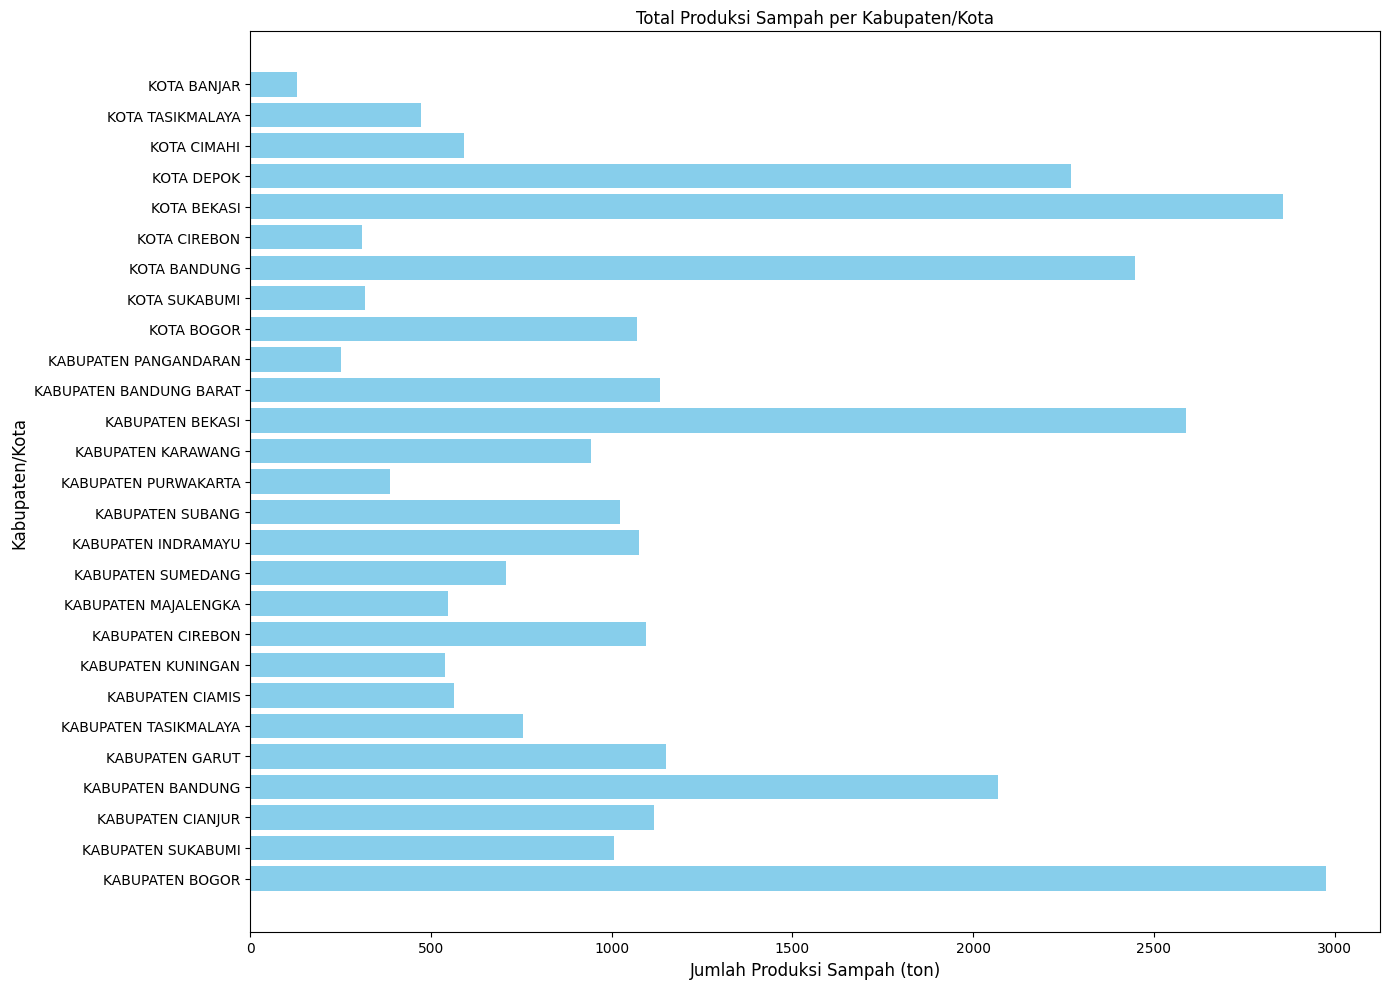 Total Produksi Sampah per Kabupaten/Kota
Kabupaten/Kota
KOTA BANJAR
KOTA TASIKMALAYA
KOTA CIMAHI
KOTA DEPOK
KOTA BEKASI
KOTA CIREBON
KOTA BANDUNG
KOTA SUKABUMI
KOTA BOGOR
KABUPATEN PANGANDARAN
KABUPATEN BANDUNG BARAT
KABUPATEN BEKASI
KABUPATEN KARAWANG
KABUPATEN PURWAKARTA
KABUPATEN SUBANG
KABUPATEN INDRAMAYU
KABUPATEN SUMEDANG
KABUPATEN MAJALENGKA
KABUPATEN CIREBON
KABUPATEN KUNINGAN
KABUPATEN CIAMIS
KABUPATEN TASIKMALAYA
KABUPATEN GARUT
KABUPATEN BANDUNG
KABUPATEN CIANJUR
KABUPATEN SUKABUMI
KABUPATEN BOGOR
0 500 1000 1500 2000 2500 3000
Jumlah Produksi Sampah (ton)